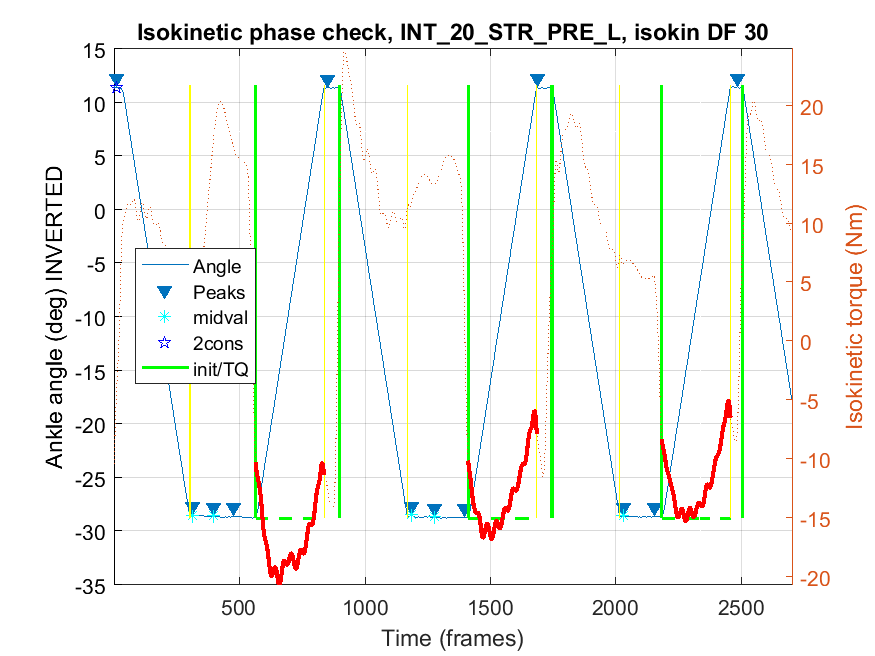 Isokinetic phase check, INT_20_STR_PRE_L, isokin DF 30
15
10
5
0
-5
-10
-15
-20
-25
-30
-35
Ankle angle (deg) INVERTED
Angle
Peaks
midval
2cons
init/TQ
20
15
10
5
0
-5
-10
-15
-20
Isokinetic torque (Nm)
500
1000
1500
2000
2500
Time (frames)